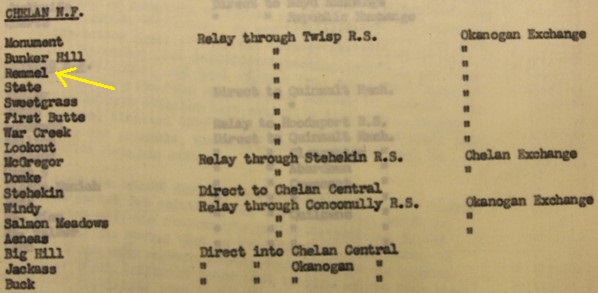 CHELAN N.F.
Monument Relay through Twisp R.S. Okanogan Exchange
Bunker Hill " "
Remmel " "
State " "
Sweetgrass " "
First Butte " "
War Creek " "
Lookout " "
McGregor Relay through Stehekin R.S. Chelan Exchange
Domke " "
Stehekin Direct to Chelan Central
Windy Relay through Conconully R.S. Okanogan Exchange
Salmon Meadows " "
Aeneas " "
Big Hill Direct into Chelan Central
Jackass " " Okanogan "
Buck " " " "